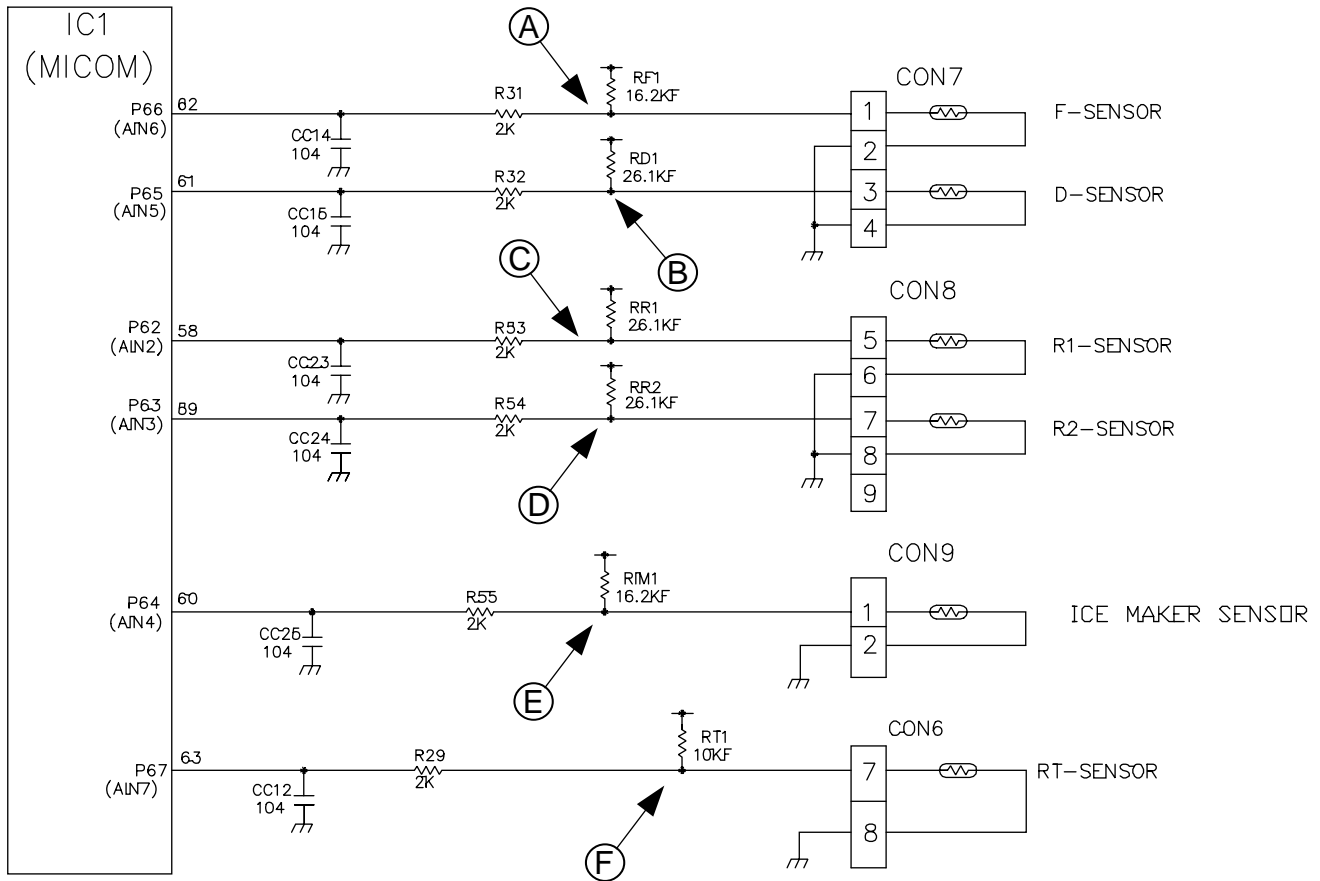 IC1
(MICOM)
A
RF1
16.2KF
CON7
P66
(AIN6)
62
R31
2K
CC14
104
1
F-SENSOR
2
RD1
26.1KF
P65
(AIN5)
61
R32
2K
CC15
104
3
D-SENSOR
4
B
C
CON8
RR1
26.1KF
P62
(AIN2)
58
R53
2K
CC23
104
5
R1-SENSOR
6
RR2
26.1KF
P63
(AIN3)
59
R54
2K
CC24
104
7
R2-SENSOR
8
9
D
CON9
RIM1
16.2KF
P64
(AIN4)
60
R55
2K
CC25
104
1
ICE MAKER SENSOR
2
E
CON6
RT1
10KF
P67
(AIN7)
63
R29
2K
CC12
104
7
RT-SENSOR
8
F